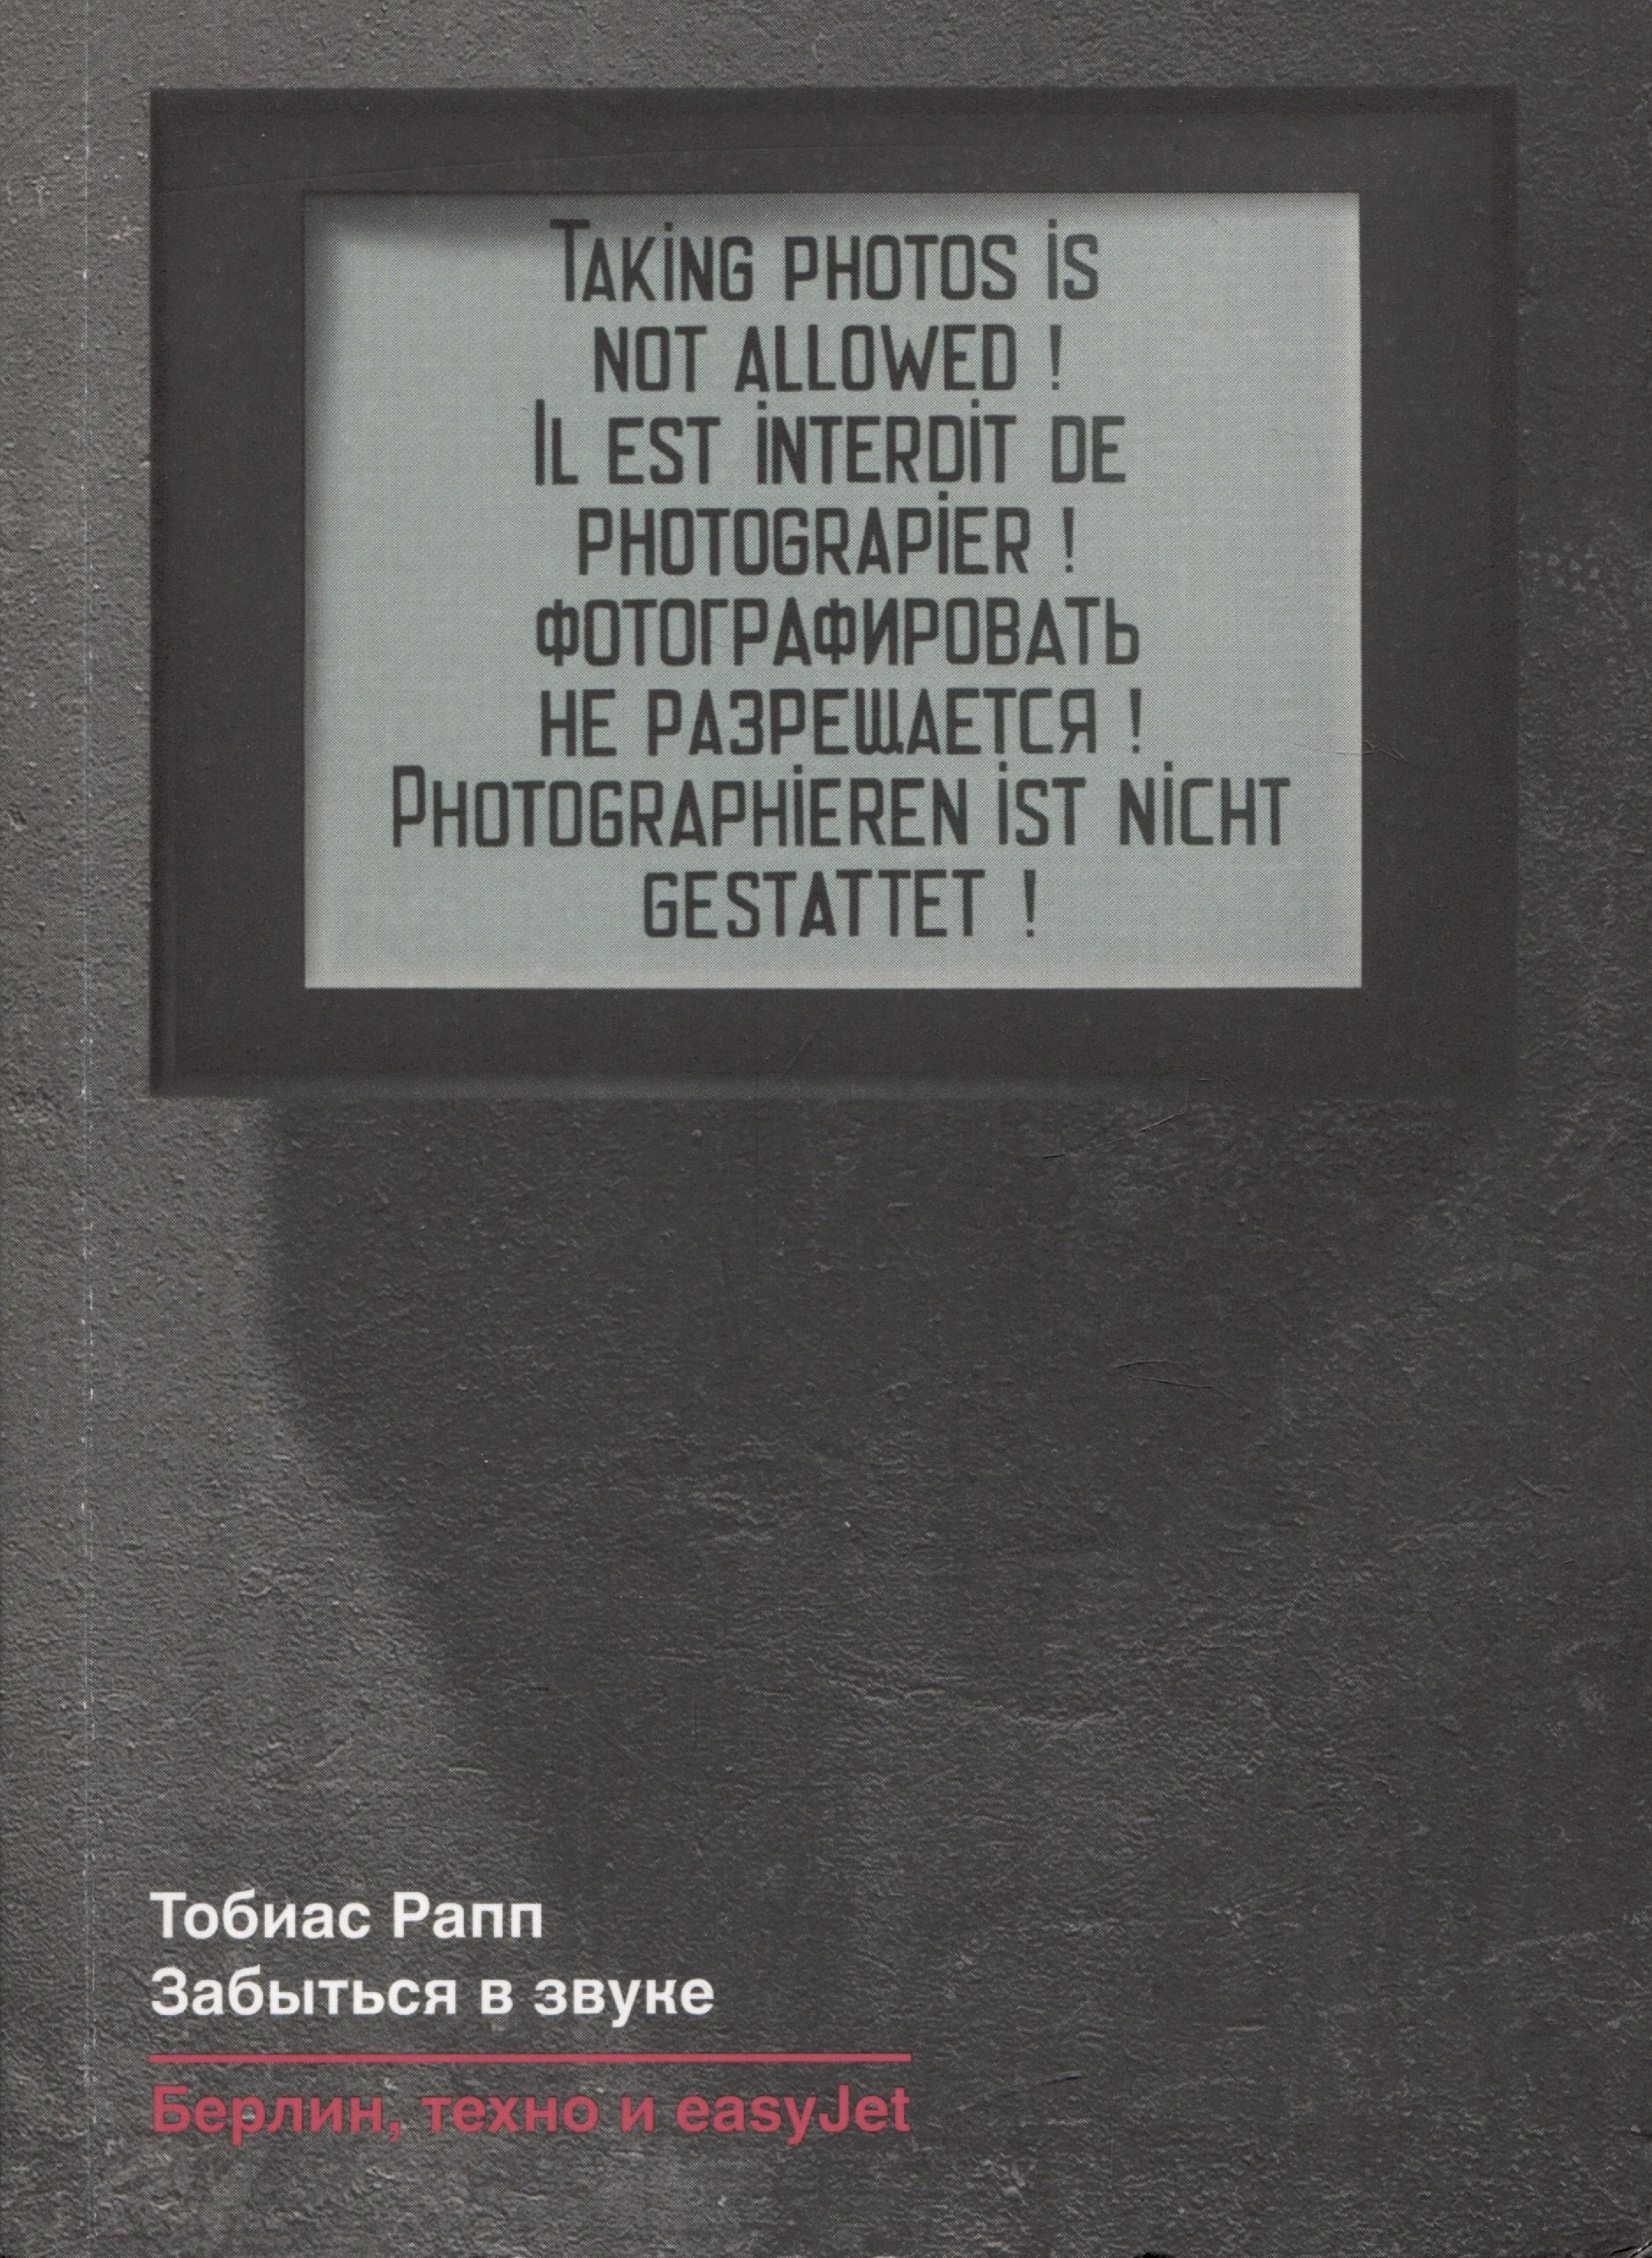 Taking photos is
not allowed !
Il est interdit de
photograpier !
фотографировать
не разрещается !
Photographieren ist nicht
gestattet !
Тобиас Рапп
Забыться в звуке
Берлин, техно и easyJet